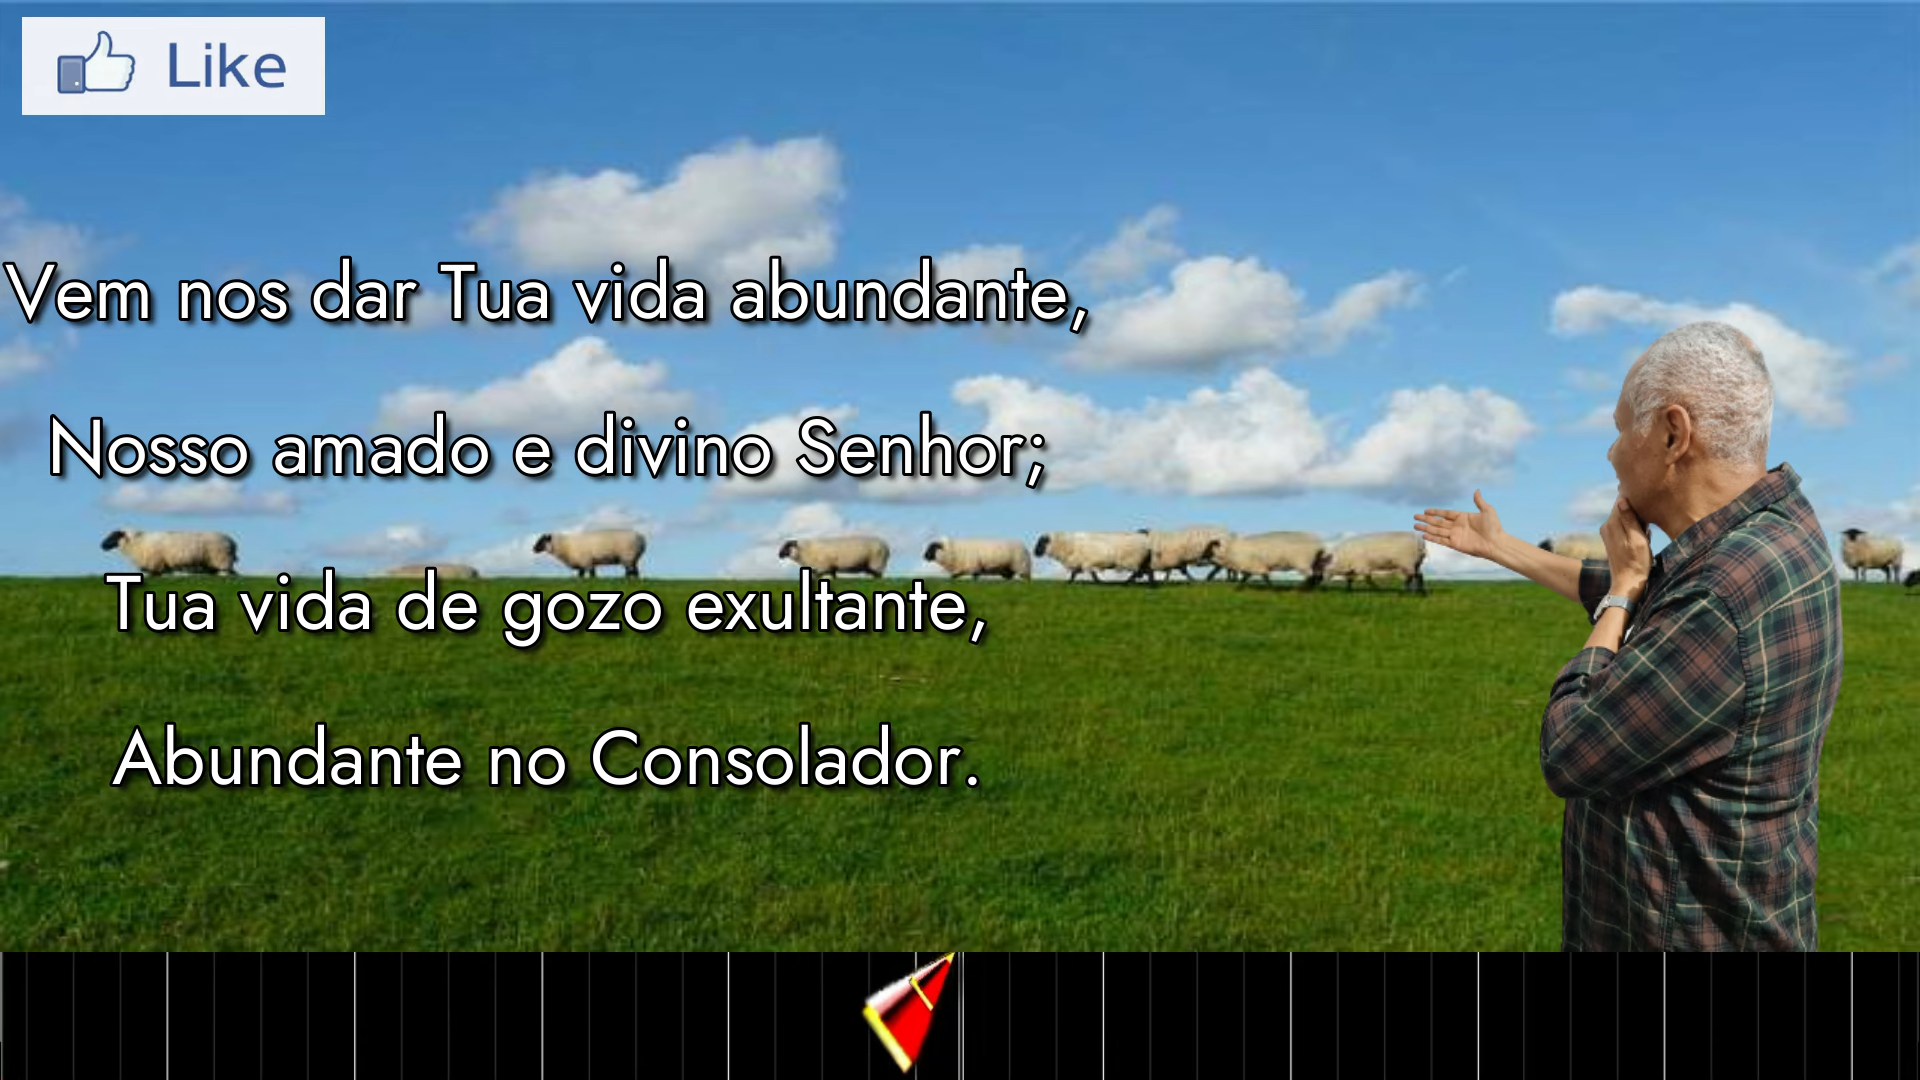 Like
Vem nos dar Tua vida abundante,
Nosso amado e divino Senhor;
Tua vida de gozo exultante,
Abundante no Consolador.